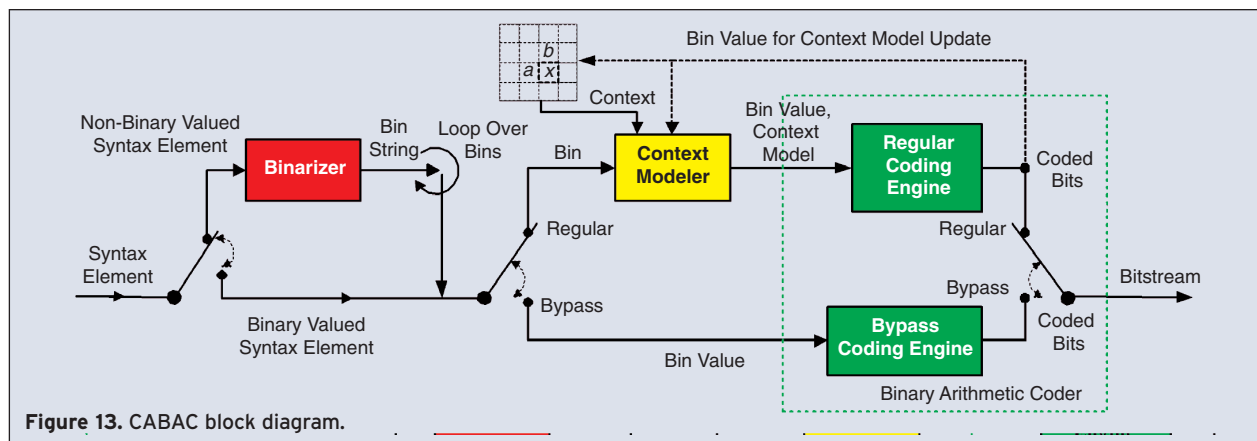 b
a x
Bin Value for Context Model Update
Context
Non-Binary Valued
Syntax Element
Bin
String
Loop Over
Bins
Binarizer
Bin
Context
Modeler
Bin Value,
Context
Model
Regular
Coding
Engine
Coded
Bits
Syntax
Element
Regular
Regular
Bypass
Bypass
Bitstream
Binary Valued
Syntax Element
Bin Value
Bypass
Coding Engine
Coded
Bits
Binary Arithmetic Coder
Figure 13. CABAC block diagram.